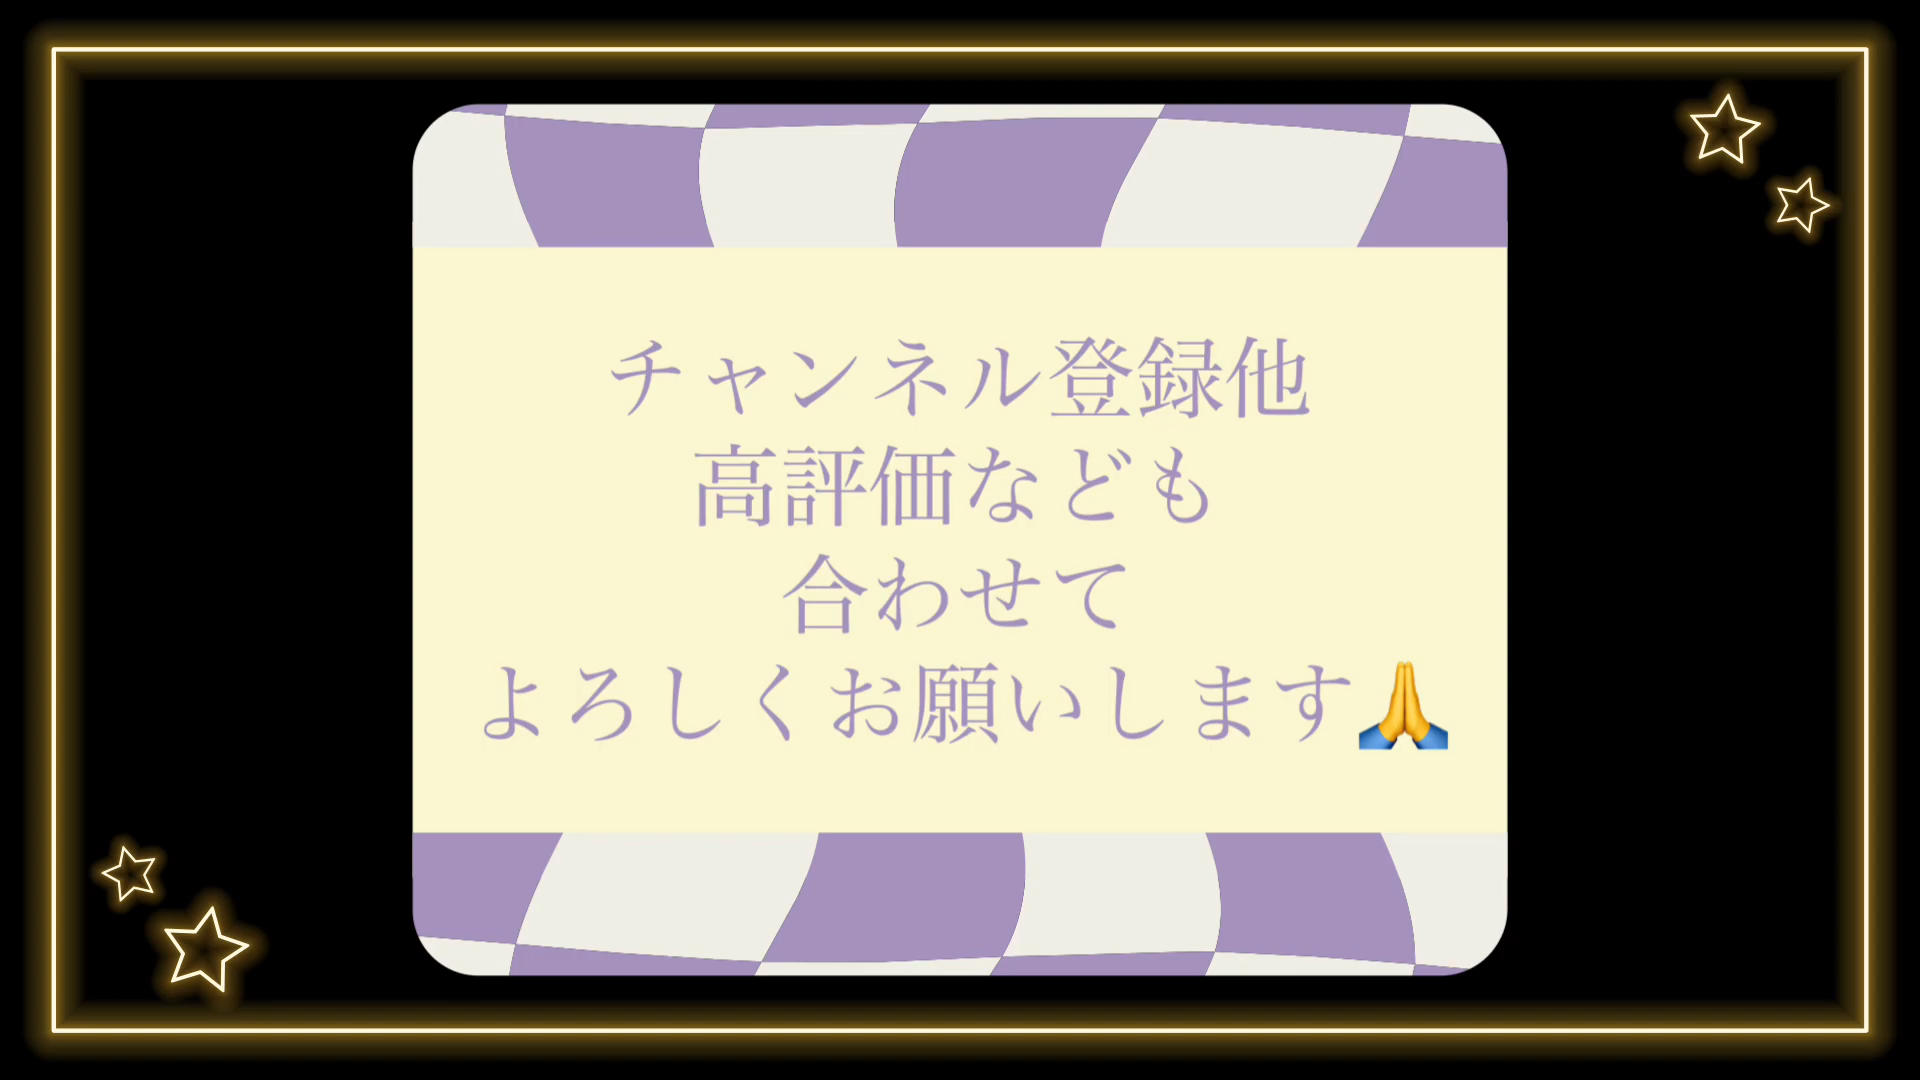 チャンネル登録他
高評価なども
合わせて
よろしくお願いします🙏